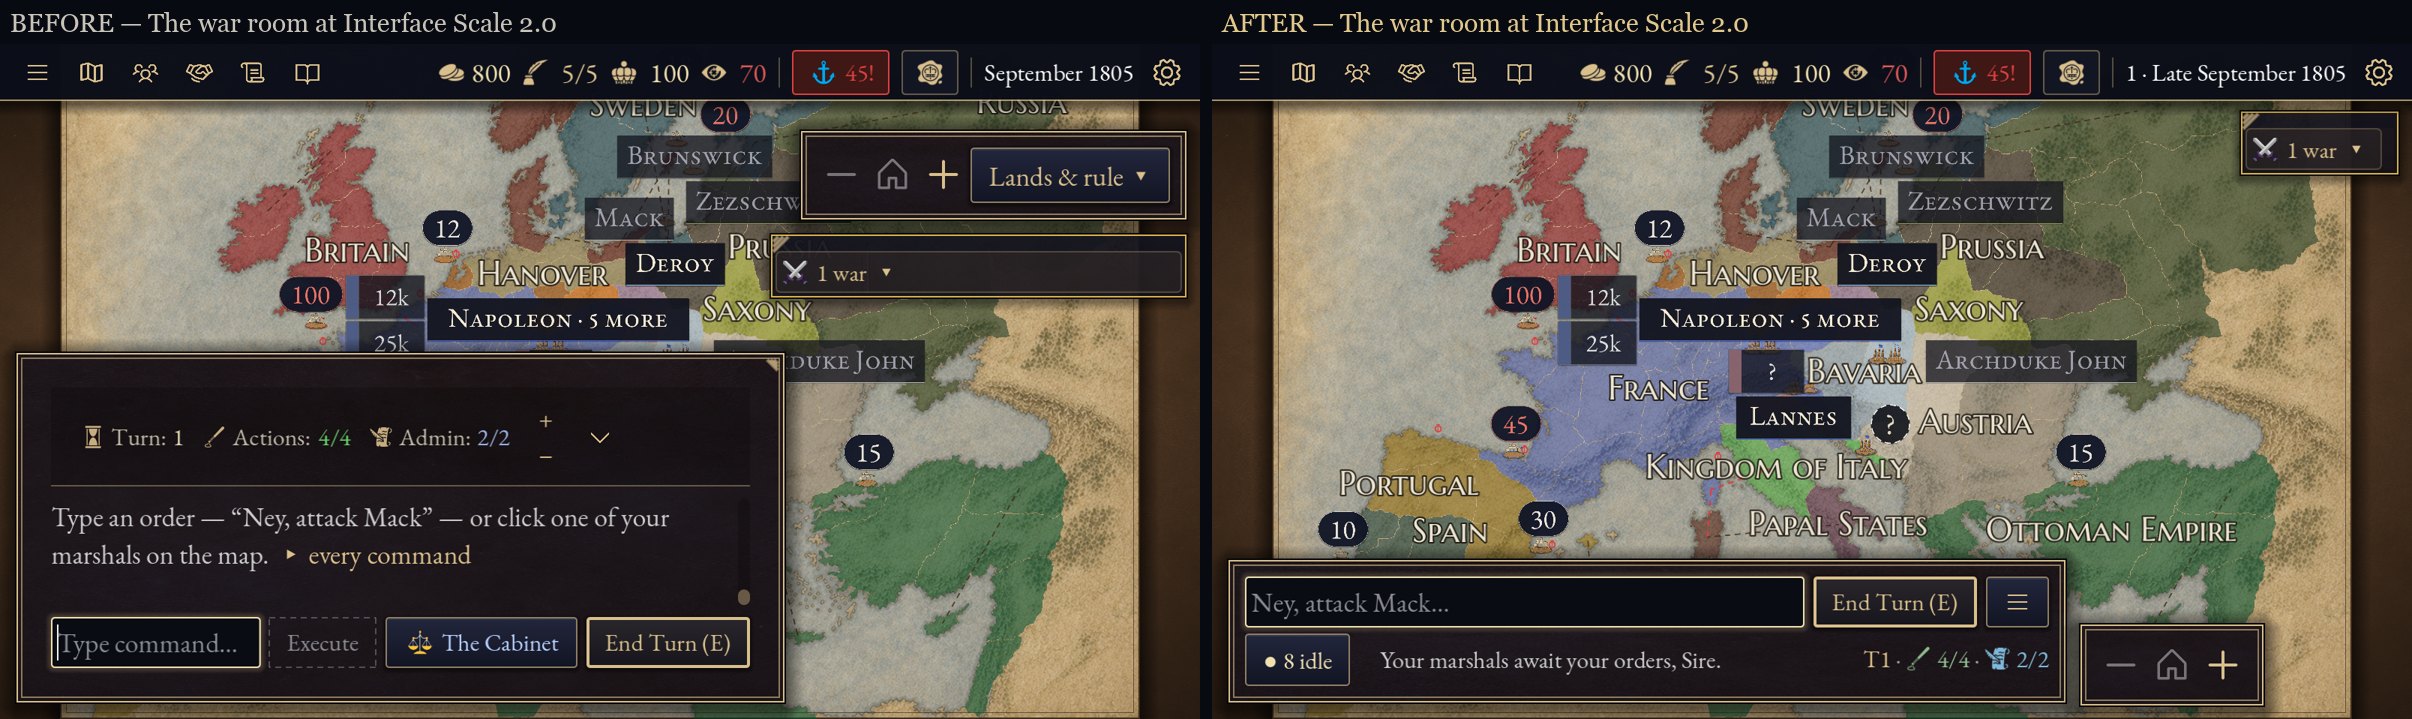 BEFORE — The war room at Interface Scale 2.0
800 5/5 100 70 45! September 1805
SWEDEN 20 RUSSIA
BRUNSWICK
Lands & rule
ZEZSCHW
MACK
12
BRITAIN
HANOVER
DEROY
PRUSSIA
1 war
100
12k
NAPOLEON · 5 MORE
SAXONY
25k
DUKE JOHN
Turn: 1 Actions: 4/4 Admin: 2/2 + −
15
Type an order — “Ney, attack Mack” — or click one of your
marshals on the map. ▸ every command
Type command...
Execute
The Cabinet
End Turn (E)
AFTER — The war room at Interface Scale 2.0
800 5/5 100 70 45! 1 · Late September 1805
SWEDEN 20
1 war
BRUNSWICK
ZEZSCHWITZ
MACK
12
BRITAIN
HANOVER
DEROY
PRUSSIA
100
12k
NAPOLEON · 5 MORE
SAXONY
25k
?
BAVARIA
ARCHDUKE JOHN
FRANCE
LANNES
?
AUSTRIA
45
15
KINGDOM OF ITALY
PORTUGAL
10
SPAIN
30
PAPAL STATES
OTTOMAN EMPIRE
Ney, attack Mack...
End Turn (E)
● 8 idle
Your marshals await your orders, Sire.
T1 · 4/4 · 2/2